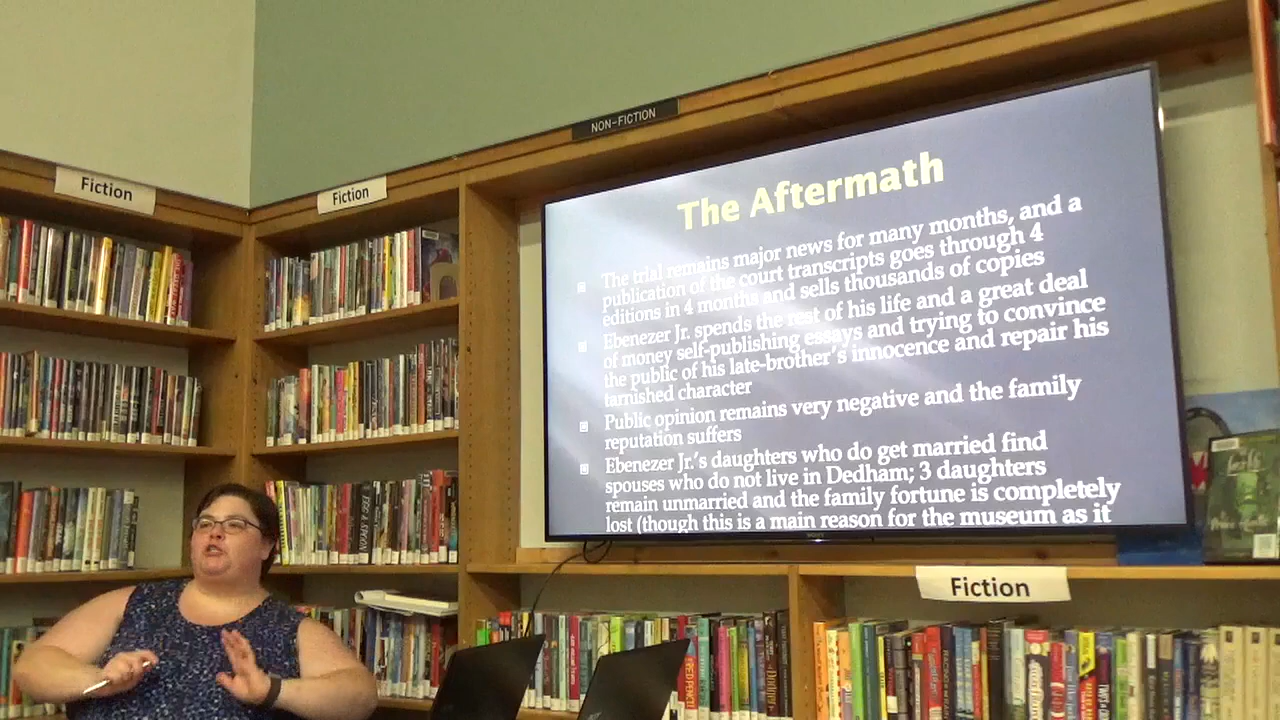 NON-FICTION
Fiction
Fiction
The Aftermath
The trial remains major news for many months, and a
publication of the court transcripts goes through 4
editions in 4 months and sells thousands of copies
Ebenezer Jr. spends the rest of his life and a great deal
of money self-publishing essays and trying to convince
the public of his late-brother's innocence and repair his
tarnished character
Public opinion remains very negative and the family
reputation suffers
Ebenezer Jr.'s daughters who do get married find
spouses who do not live in Dedham; 3 daughters
remain unmarried and the family fortune is completely
lost (though this is a main reason for the museum as it
SONY
Fiction